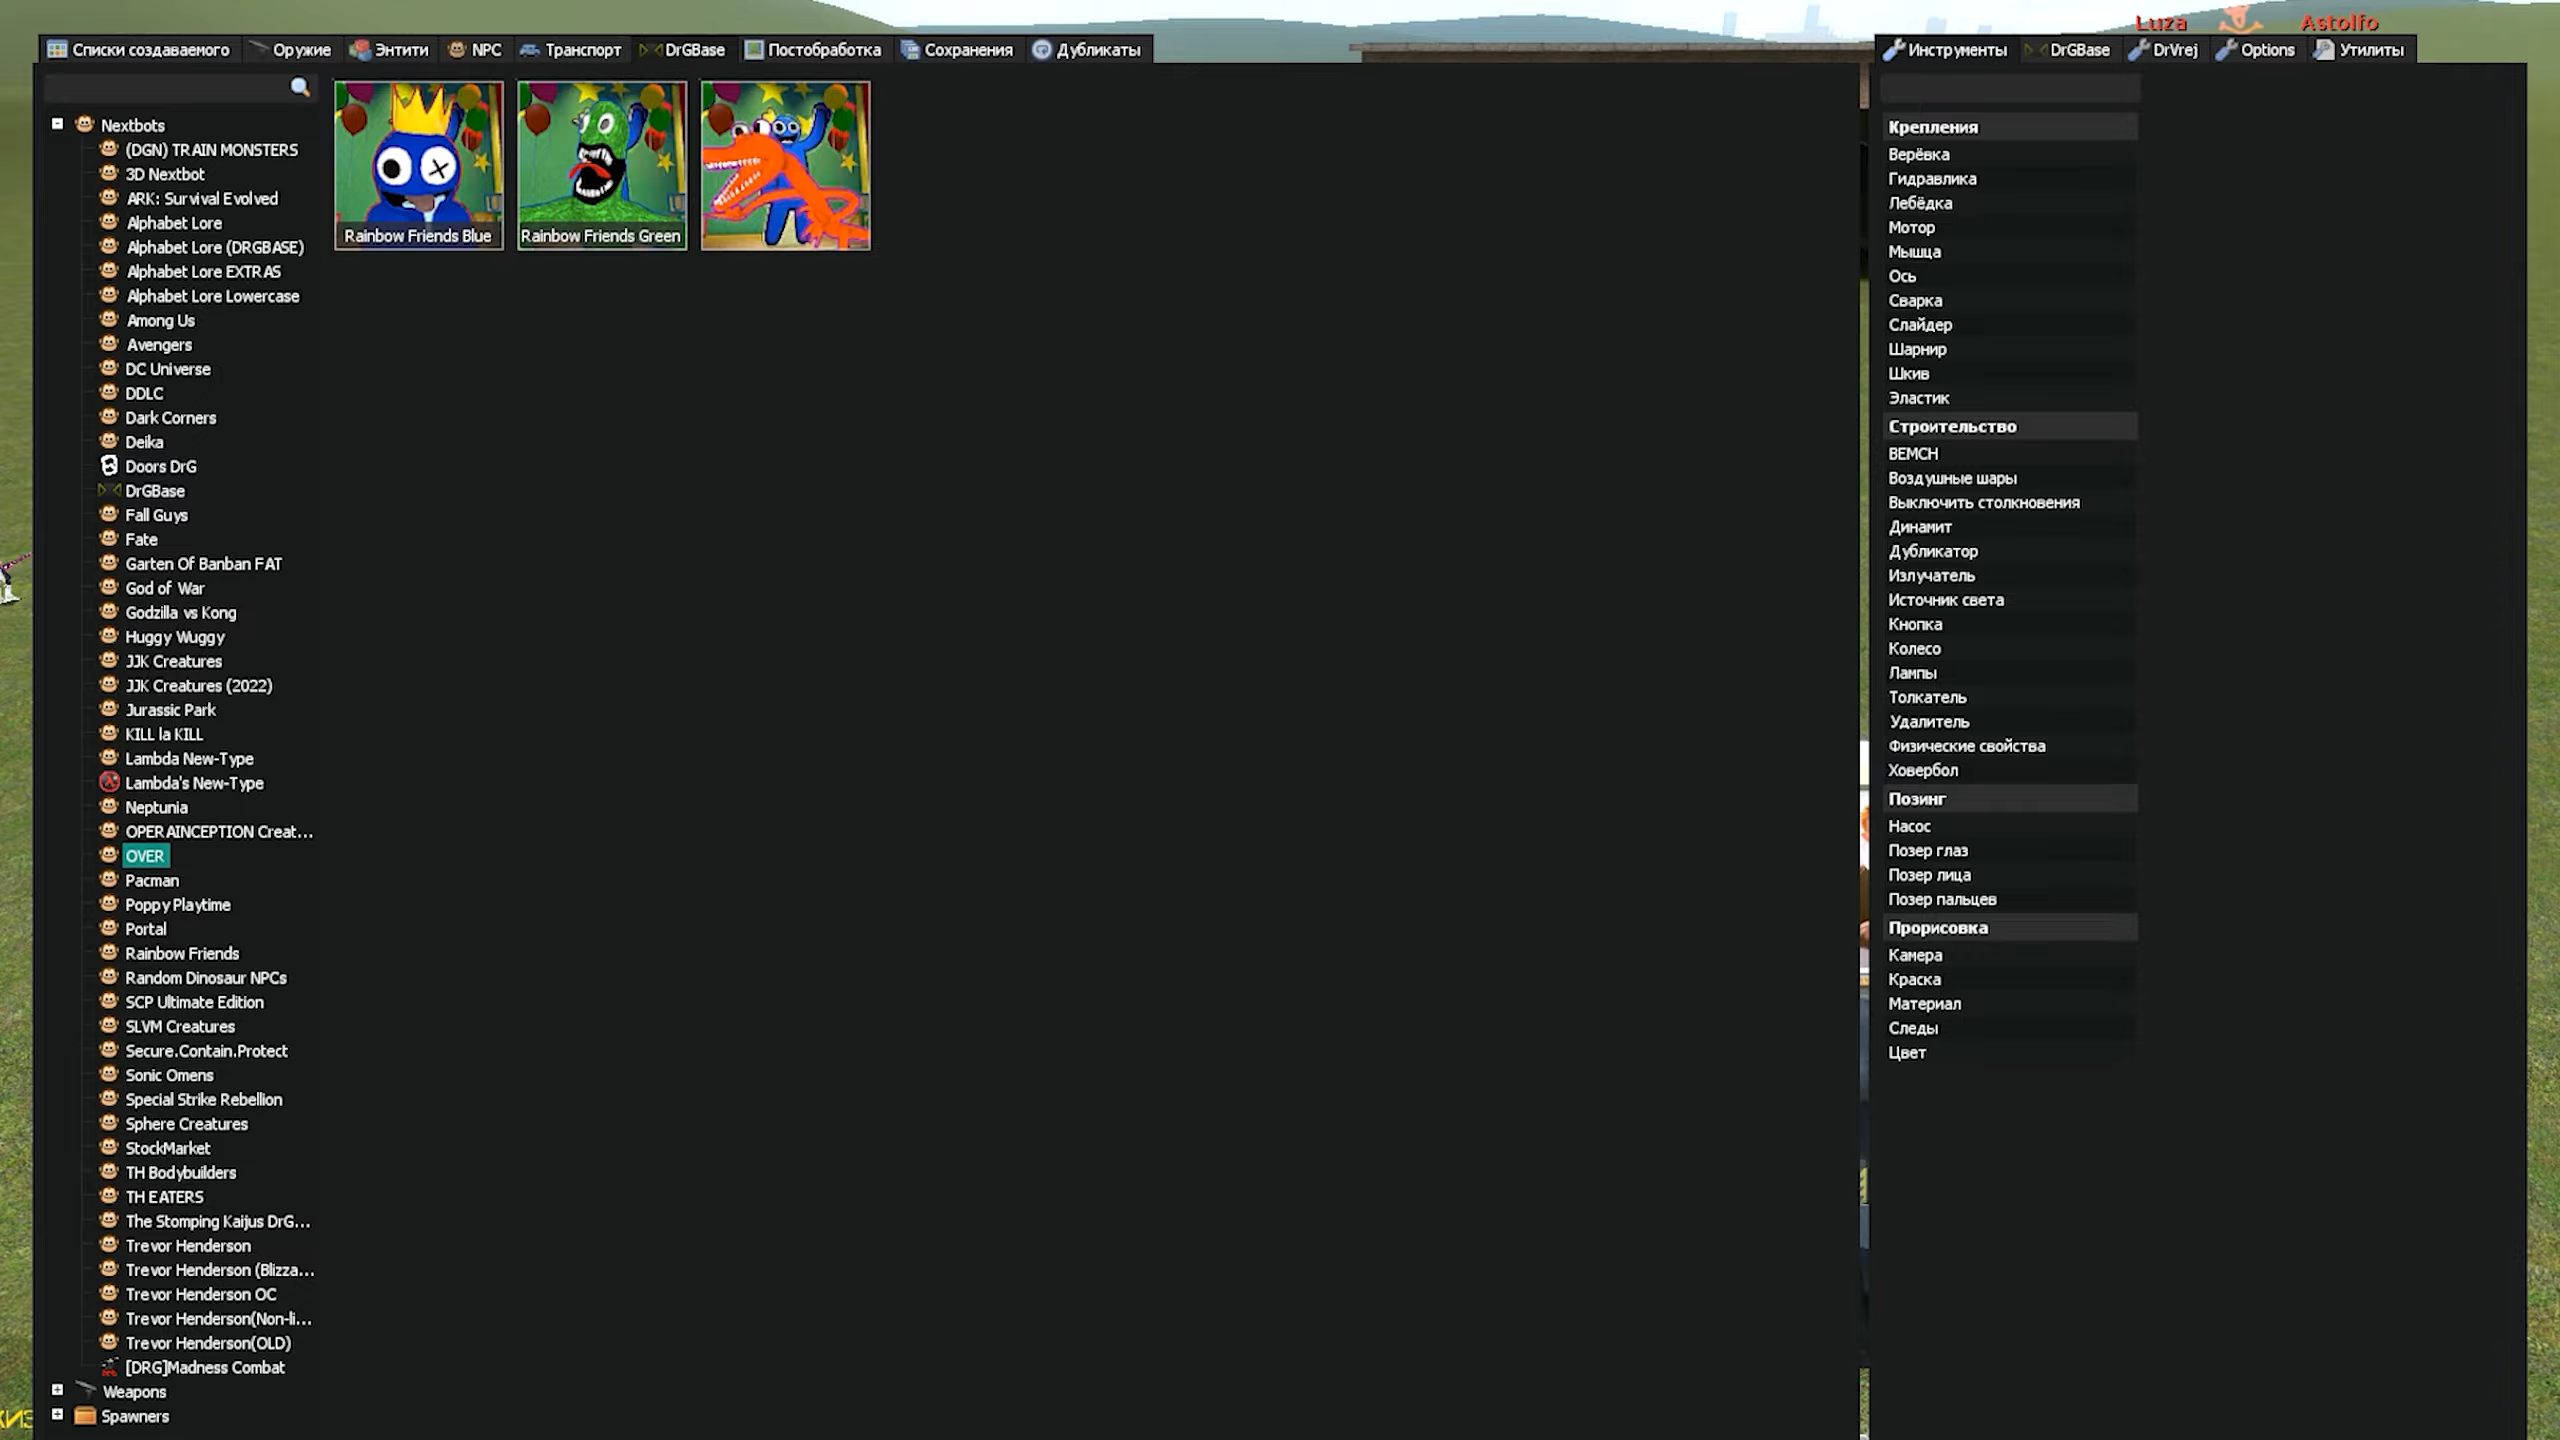 Luza Astolfo
Списки создаваемого Оружие Энтити NPC Транспорт DrGBase Постобработка Сохранения Дубликаты
Инструменты DrGBase DrVrej Options Утилиты
Nextbots
(DGN) TRAIN MONSTERS
3D Nextbot
ARK: Survival Evolved
Alphabet Lore
Alphabet Lore (DRGBASE)
Alphabet Lore EXTRAS
Alphabet Lore Lowercase
Among Us
Avengers
DC Universe
DDLC
Dark Corners
Deika
Doors DrG
DrGBase
Fall Guys
Fate
Garten Of Banban FAT
God of War
Godzilla vs Kong
Huggy Wuggy
JJK Creatures
JJK Creatures (2022)
Jurassic Park
KILL la KILL
Lambda New-Type
Lambda's New-Type
Neptunia
OPERAINCEPTION Creat...
OVER
Pacman
Poppy Playtime
Portal
Rainbow Friends
Random Dinosaur NPCs
SCP Ultimate Edition
SLVM Creatures
Secure.Contain.Protect
Sonic Omens
Special Strike Rebellion
Sphere Creatures
StockMarket
TH Bodybuilders
TH EATERS
The Stomping Kaijus DrG...
Trevor Henderson
Trevor Henderson (Blizza...
Trevor Henderson OC
Trevor Henderson(Non-li...
Trevor Henderson(OLD)
[DRG]Madness Combat
Weapons
Spawners
Rainbow Friends Blue
Rainbow Friends Green
Крепления
Верёвка
Гидравлика
Лебёдка
Мотор
Мышца
Ось
Сварка
Слайдер
Шарнир
Шкив
Эластик
Строительство
ВЕМСН
Воздушные шары
Выключить столкновения
Динамит
Дубликатор
Излучатель
Источник света
Кнопка
Колесо
Лампы
Толкатель
Удалитель
Физические свойства
Ховербол
Позинг
Насос
Позер глаз
Позер лица
Позер пальцев
Прорисовка
Камера
Краска
Материал
Следы
Цвет